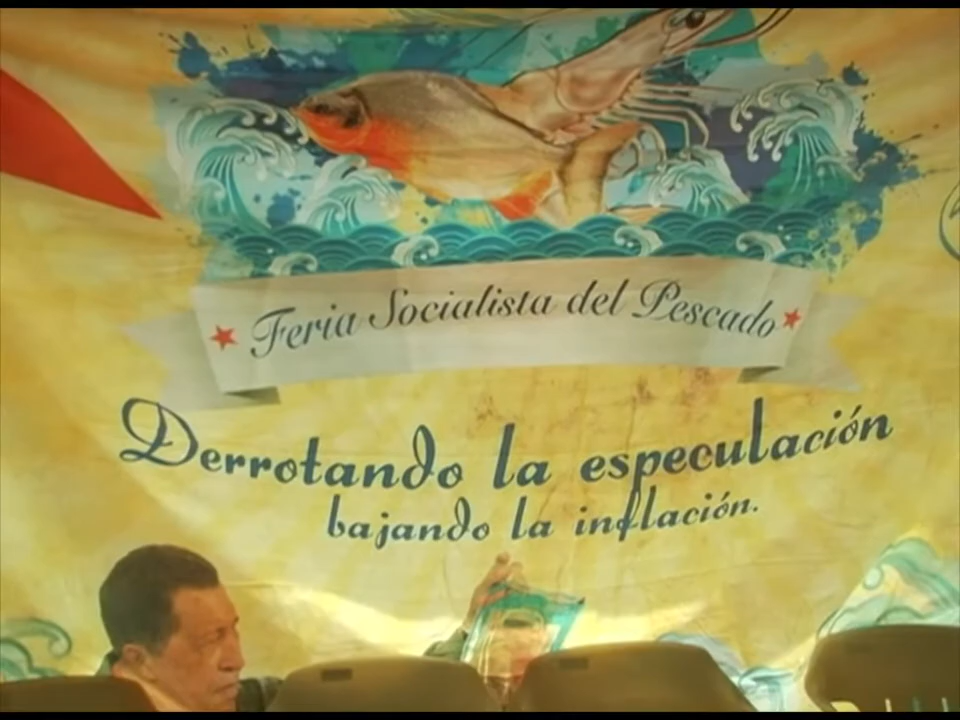 Feria Socialista del Pescado
Derrotando la especulación
bajando la inflación.